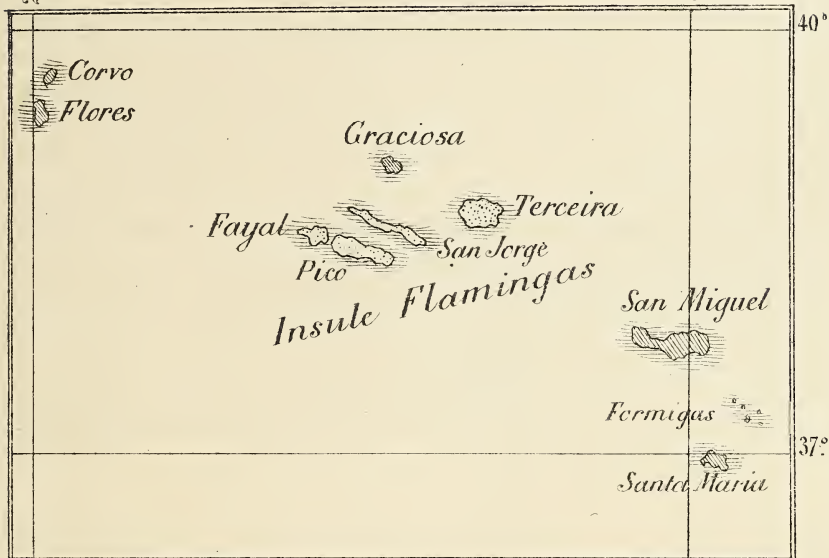 40°
Corvo
Flores
Graciosa
Terceira
Fayal
San Jorge
Pico
Insule Flamingas
San Miguel
Formigas
37°
Santa Maria